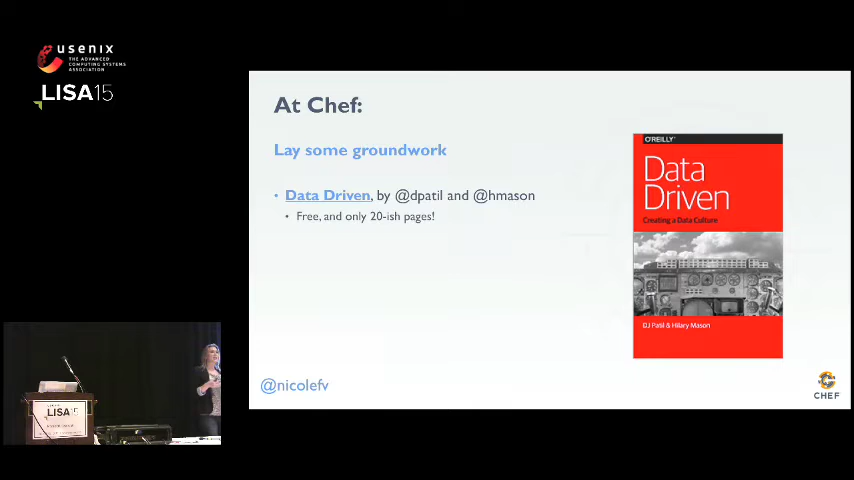 usenix
THE ADVANCED
COMPUTING SYSTEMS
ASSOCIATION
LISA15
At Chef:
Lay some groundwork
• Data Driven, by @dpatil and @hmason
• Free, and only 20-ish pages!
O'REILLY
Data
Driven
Creating a Data Culture
DJ Patil & Hilary Mason
@nicolefv
CHEF
LISA15